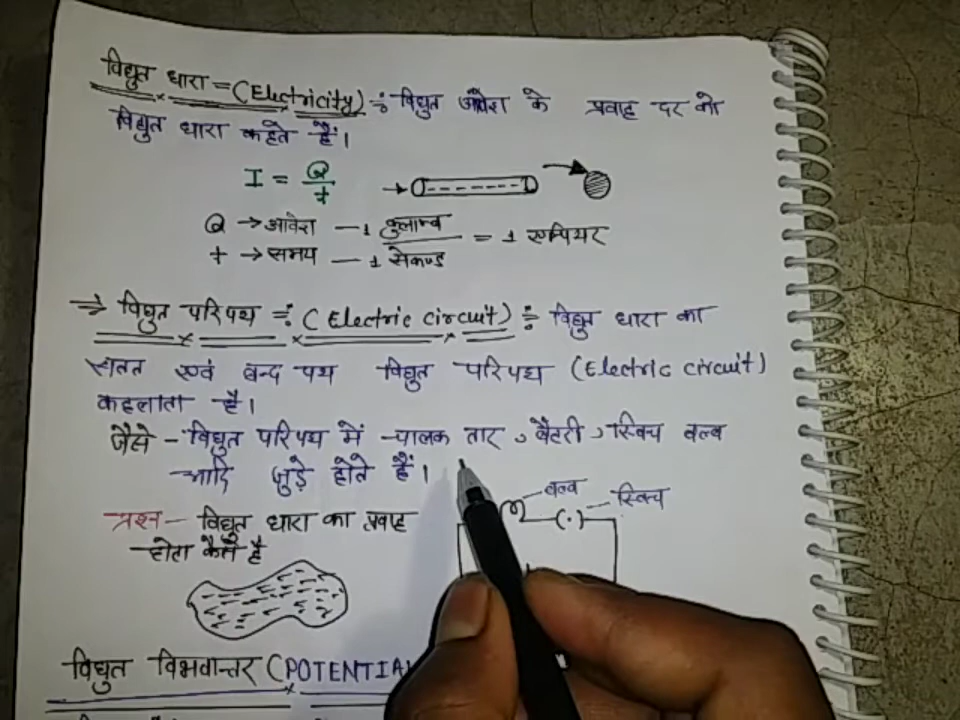 विद्युत धारा = (Electricity) ÷ विद्युत आवेश के प्रवाह दर को
विद्युत धारा कहते हैं।
I = Q/t
Q → आवेश — 1 कुलाम्ब = 1 एम्पियर
t → समय — 1 सेकण्ड
⇒ विद्युत परिपथ ÷ (Electric circuit) ÷ विद्युत धारा का
सतत एवं बन्द पथ विद्युत परिपथ (Electric circuit)
कहलाता है।
जैसे - विद्युत परिपथ में चालक तार, बैटरी, स्विच बल्ब
आदि जुड़े होते हैं।
बल्ब स्विच
प्रश्न - विद्युत धारा का प्रवाह
होता कैसे है
विद्युत विभवान्तर (POTENTIA